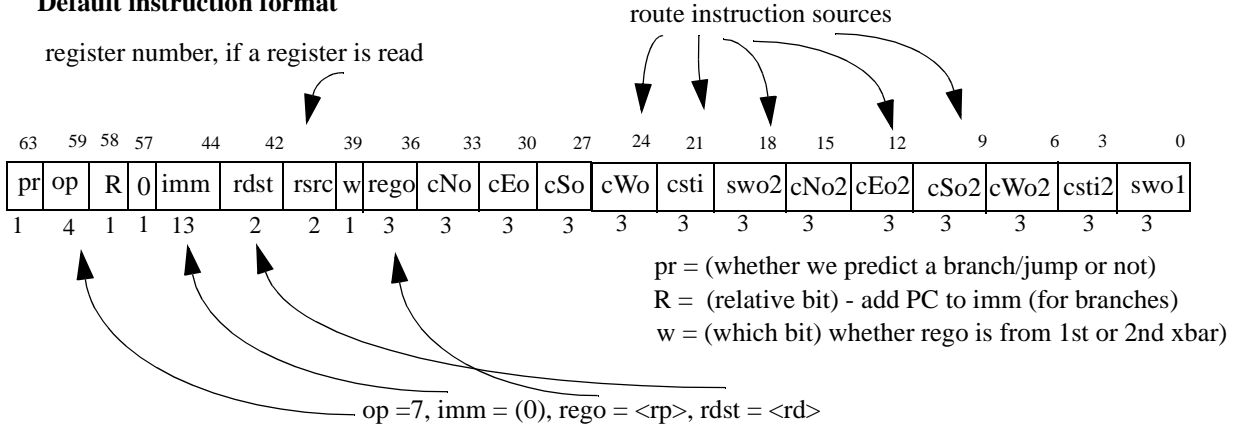 Default instruction format
route instruction sources
register number, if a register is read
63 59 58 57 44 42 39 36 33 30 27 24 21 18 15 12 9 6 3 0
pr op R 0 imm rdst rsrc w rego cNo cEo cSo cWo csti swo2 cNo2 cEo2 cSo2 cWo2 csti2 swo1
1 4 1 1 13 2 2 1 3 3 3 3 3 3 3 3 3 3 3 3 3
pr = (whether we predict a branch/jump or not)
R = (relative bit) - add PC to imm (for branches)
w = (which bit) whether rego is from 1st or 2nd xbar)
op =7, imm = (0), rego = <rp>, rdst = <rd>